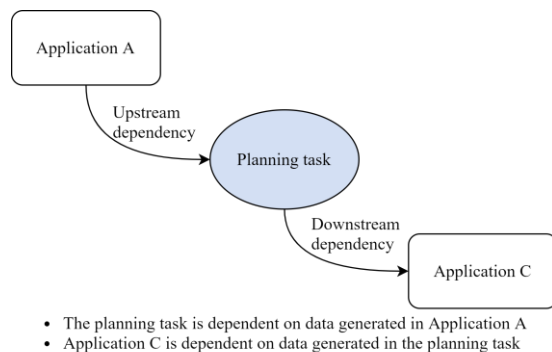 Application A
Upstream
dependency
Planning task
Downstream
dependency
Application C
• The planning task is dependent on data generated in Application A
• Application C is dependent on data generated in the planning task